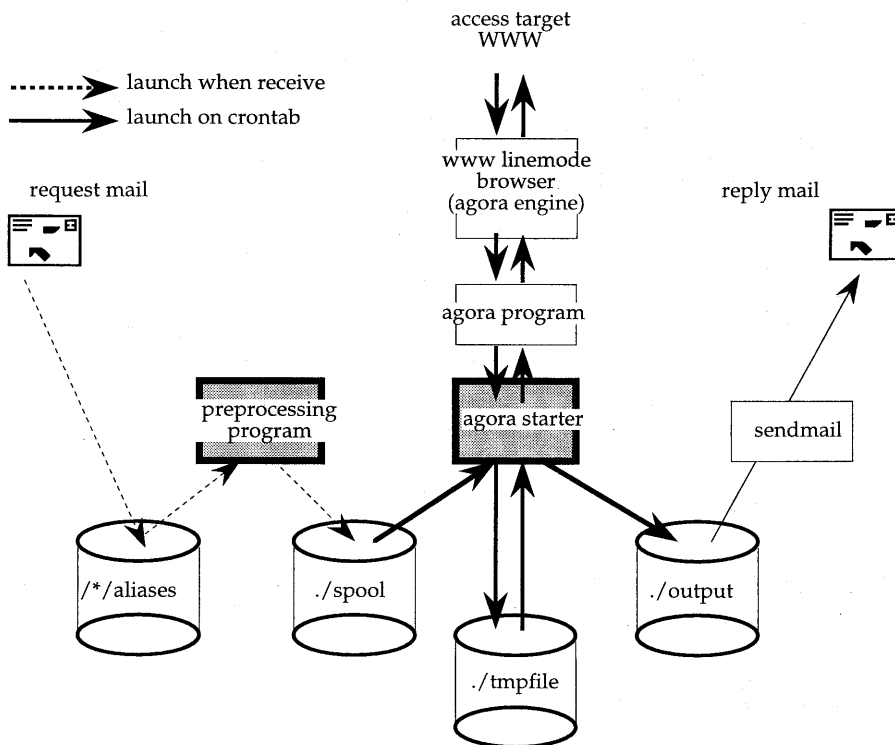 access target
WWW
launch when receive
launch on crontab
www linemode
browser
(agora engine)
request mail
reply mail
agora program
preprocessing
program
agora starter
sendmail
/*/aliases
./spool
./output
./tmpfile